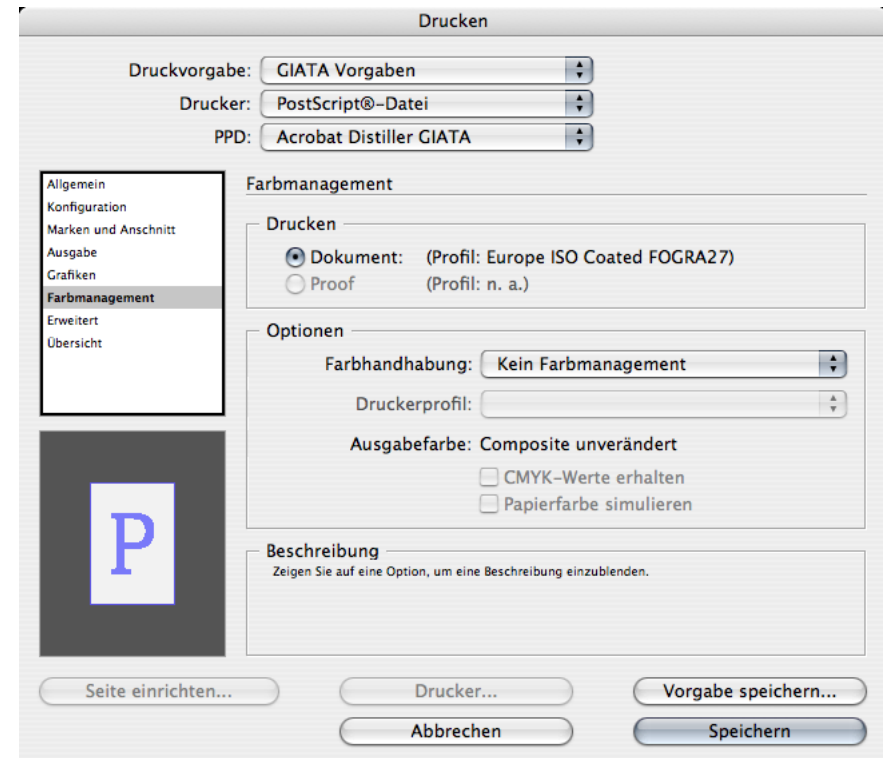 Drucken
Druckvorgabe: GIATA Vorgaben
Drucker: PostScript®-Datei
PPD: Acrobat Distiller GIATA
Allgemein
Konfiguration
Marken und Anschnitt
Ausgabe
Grafiken
Farbmanagement
Erweitert
Übersicht
P
Farbmanagement
Drucken
Dokument: (Profil: Europe ISO Coated FOGRA27)
Proof (Profil: n. a.)
Optionen
Farbhandhabung: Kein Farbmanagement
Druckerprofil:
Ausgabefarbe: Composite unverändert
CMYK-Werte erhalten
Papierfarbe simulieren
Beschreibung
Zeigen Sie auf eine Option, um eine Beschreibung einzublenden.
Seite einrichten... Drucker... Vorgabe speichern...
Abbrechen Speichern